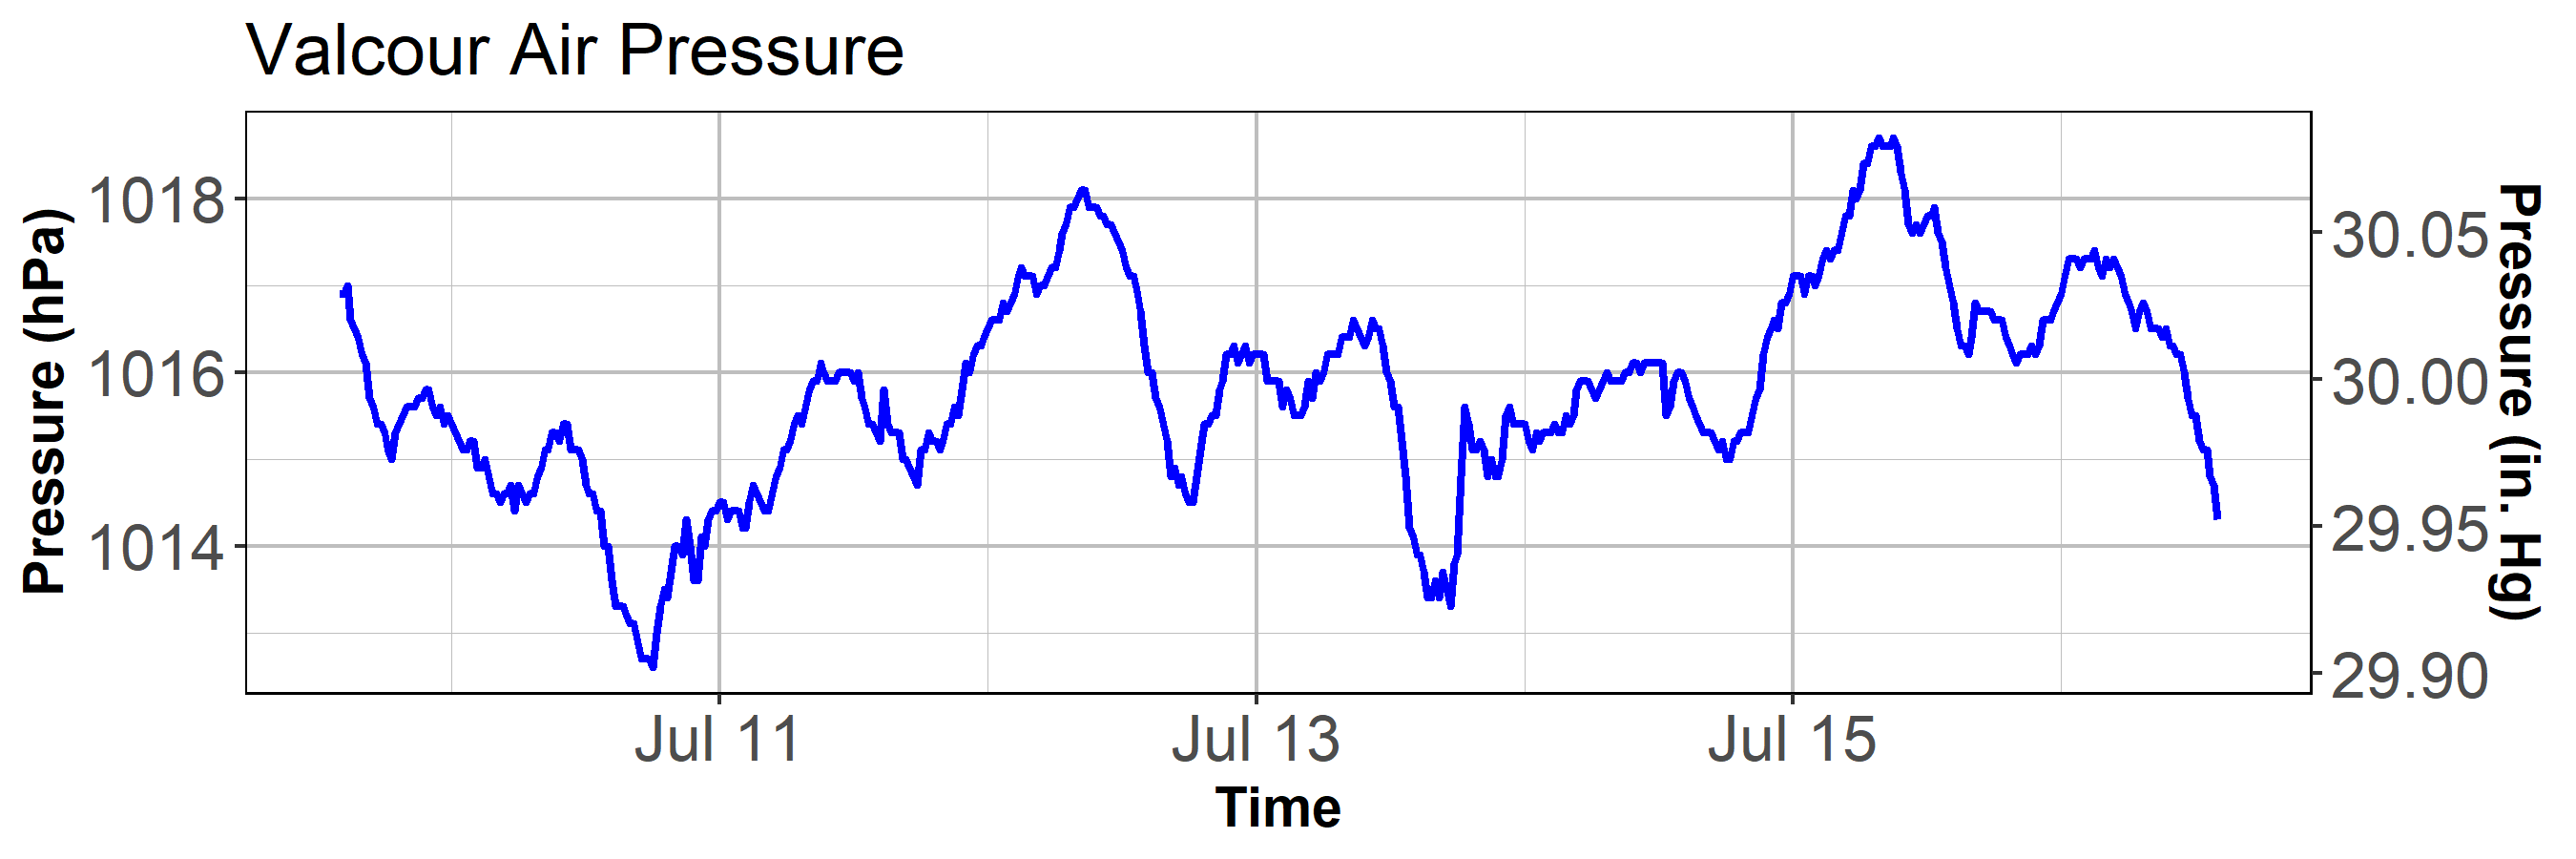 Valcour Air Pressure
Pressure (hPa)
1018
1016
1014
30.05
30.00
29.95
29.90
Pressure (in. Hg)
Jul 11
Jul 13
Jul 15
Time